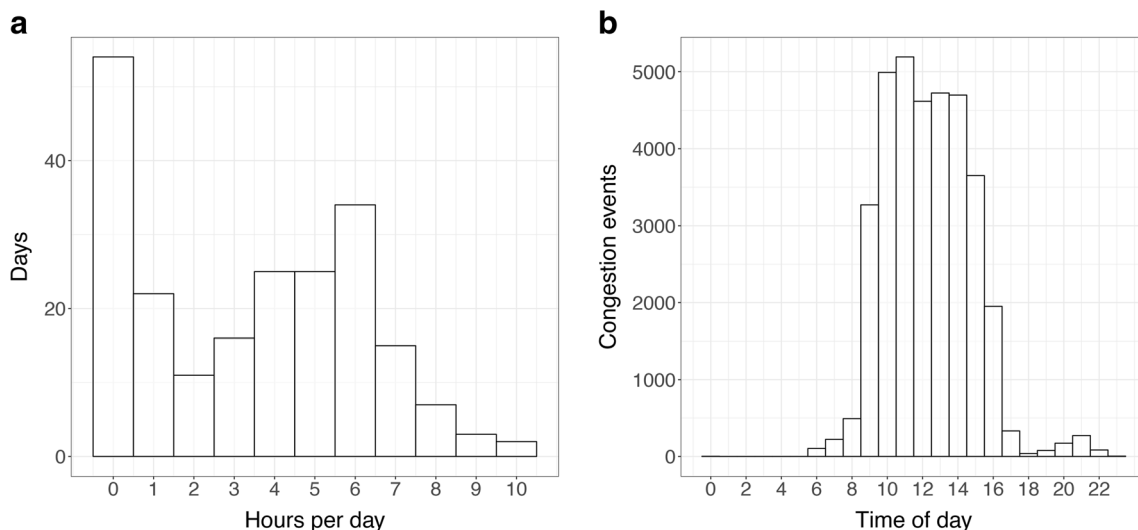 a
Days
40
20
0
0 1 2 3 4 5 6 7 8 9 10
Hours per day
b
Congestion events
5000
4000
3000
2000
1000
0
0 2 4 6 8 10 12 14 16 18 20 22
Time of day